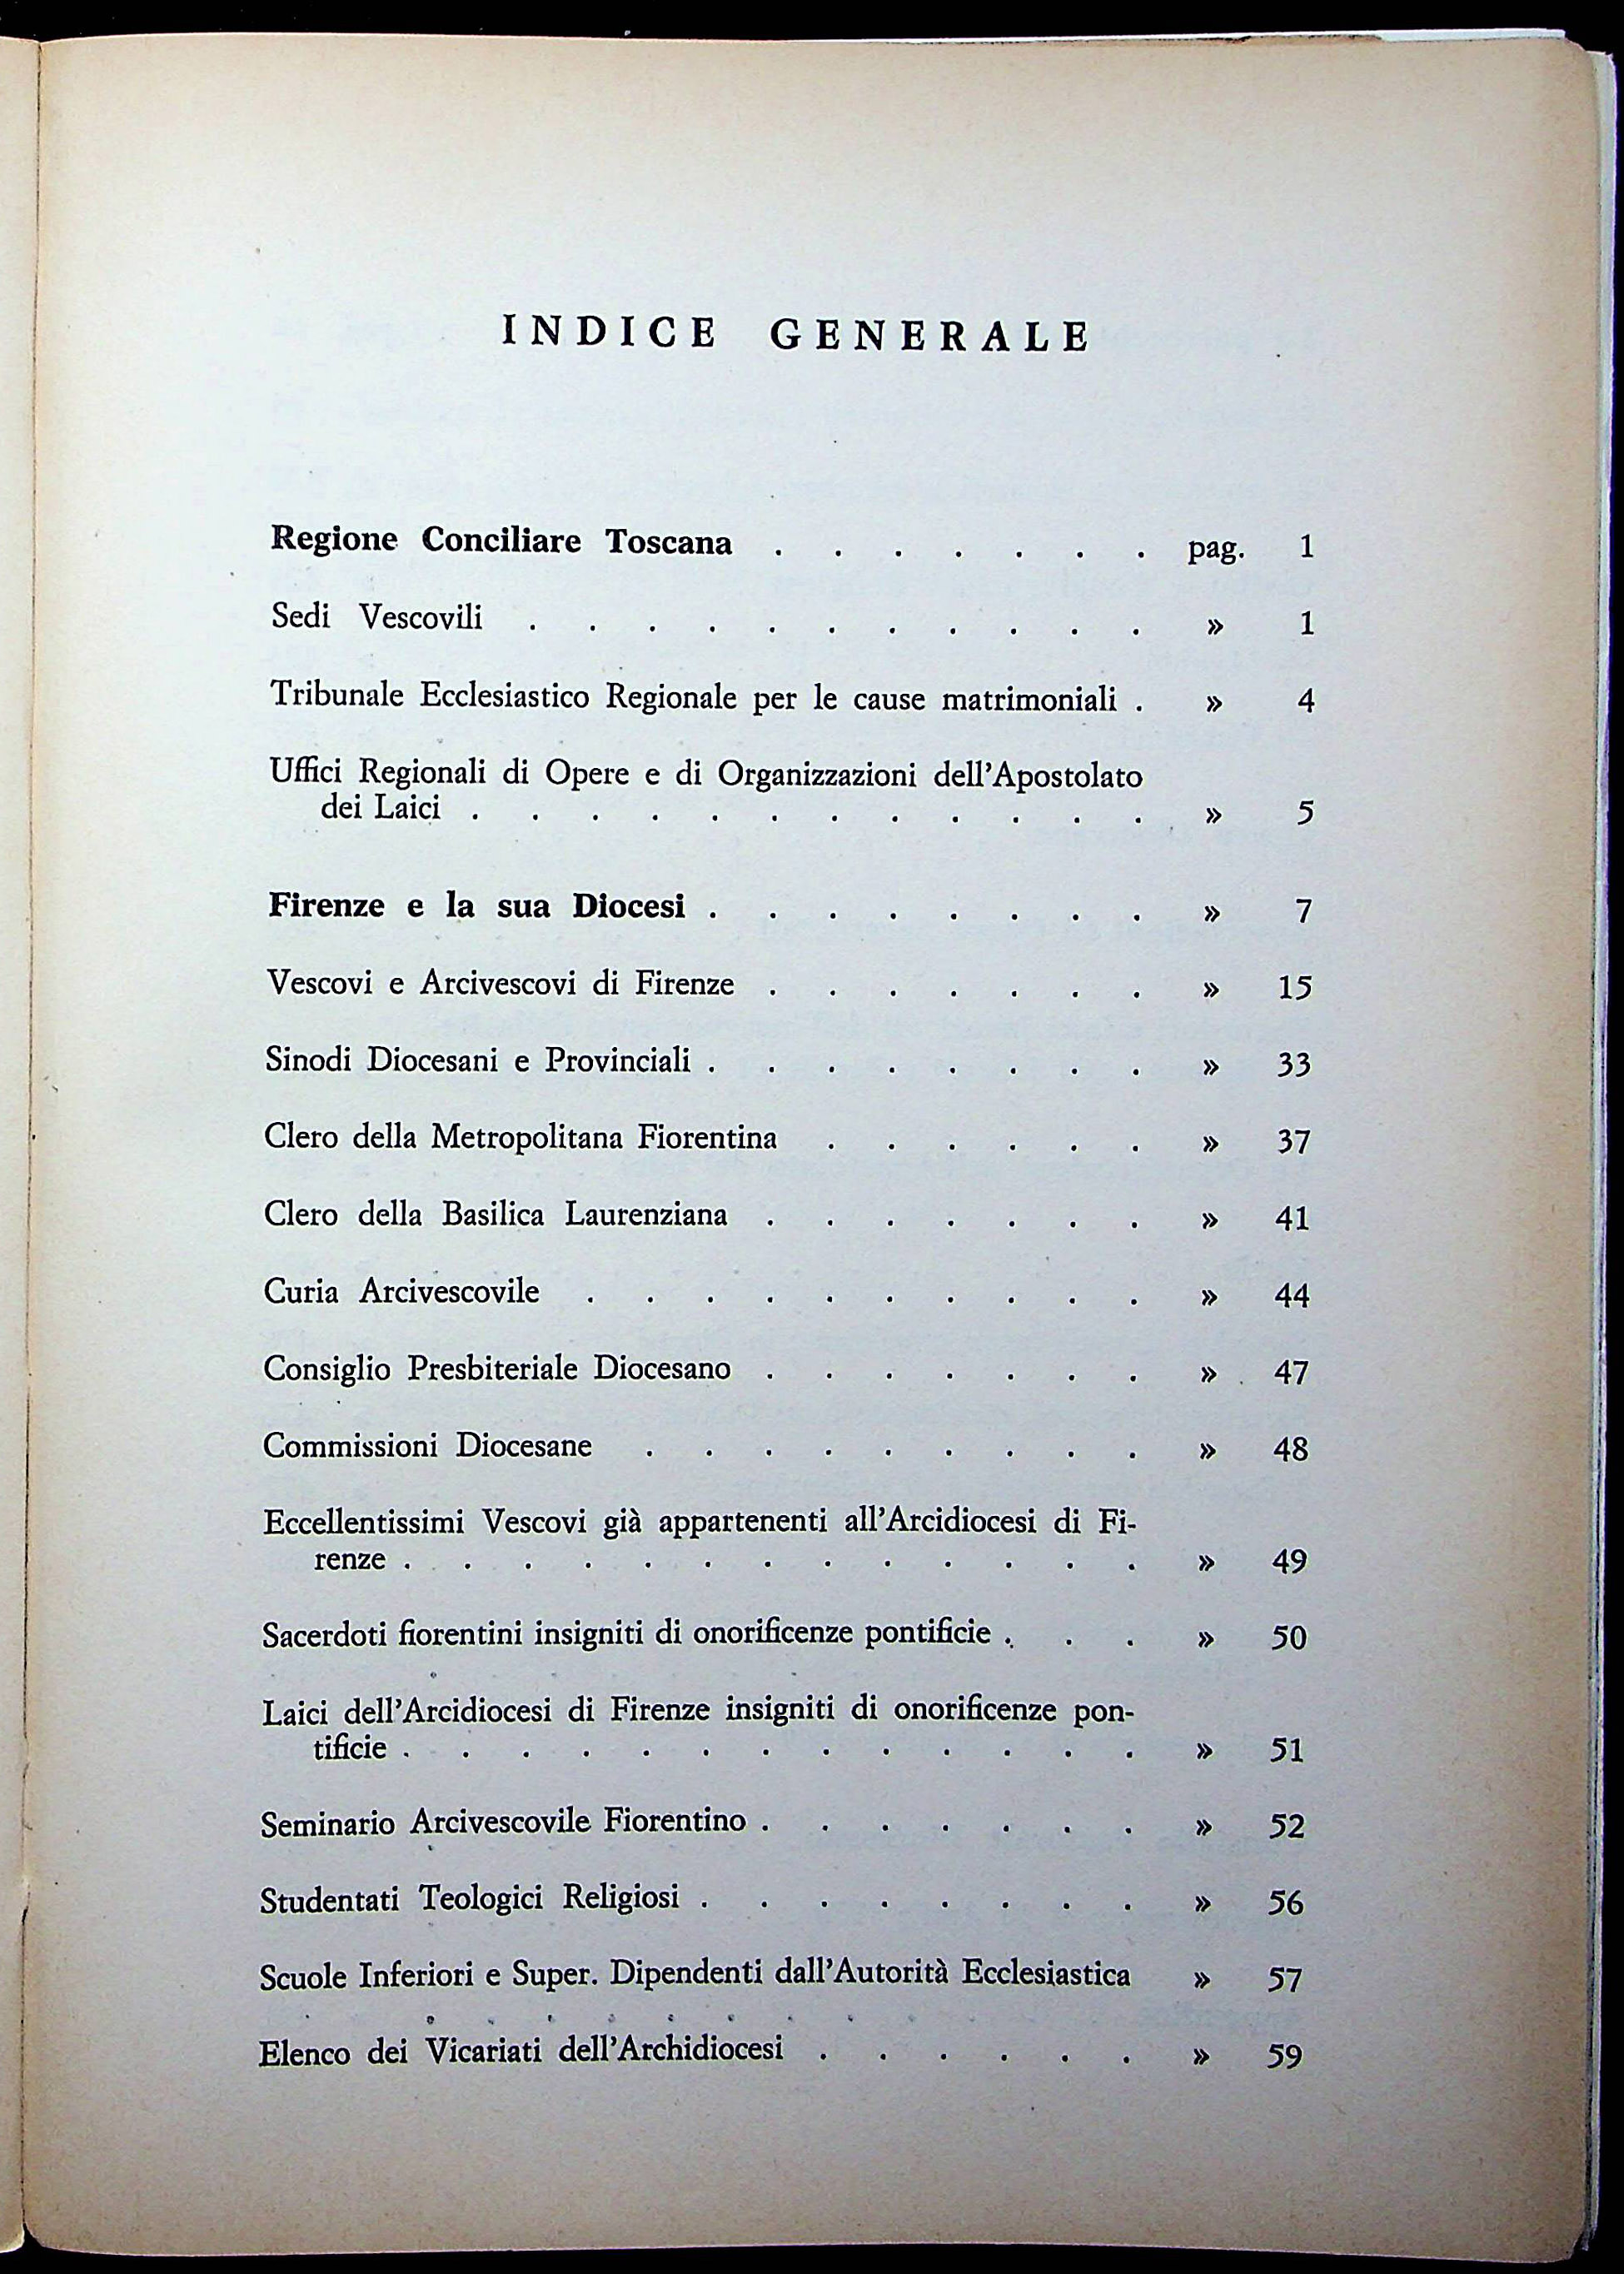 INDICE GENERALE
Regione Conciliare Toscana . . . . . . . pag. 1
Sedi Vescovili . . . . . . . . . . . » 1
Tribunale Ecclesiastico Regionale per le cause matrimoniali . » 4
Uffici Regionali di Opere e di Organizzazioni dell'Apostolato
dei Laici . . . . . . . . . . . . » 5
Firenze e la sua Diocesi . . . . . . . . » 7
Vescovi e Arcivescovi di Firenze . . . . . . . » 15
Sinodi Diocesani e Provinciali . . . . . . . . » 33
Clero della Metropolitana Fiorentina . . . . . . » 37
Clero della Basilica Laurenziana . . . . . . . » 41
Curia Arcivescovile . . . . . . . . . . » 44
Consiglio Presbiteriale Diocesano . . . . . . . » 47
Commissioni Diocesane . . . . . . . . . » 48
Eccellentissimi Vescovi già appartenenti all'Arcidiocesi di Fi-
renze . . . . . . . . . . . . . » 49
Sacerdoti fiorentini insigniti di onorificenze pontificie . . . » 50
Laici dell'Arcidiocesi di Firenze insigniti di onorificenze pon-
tificie . . . . . . . . . . . . . » 51
Seminario Arcivescovile Fiorentino . . . . . . . » 52
Studentati Teologici Religiosi . . . . . . . . » 56
Scuole Inferiori e Super. Dipendenti dall'Autorità Ecclesiastica » 57
Elenco dei Vicariati dell'Archidiocesi . . . . . . » 59